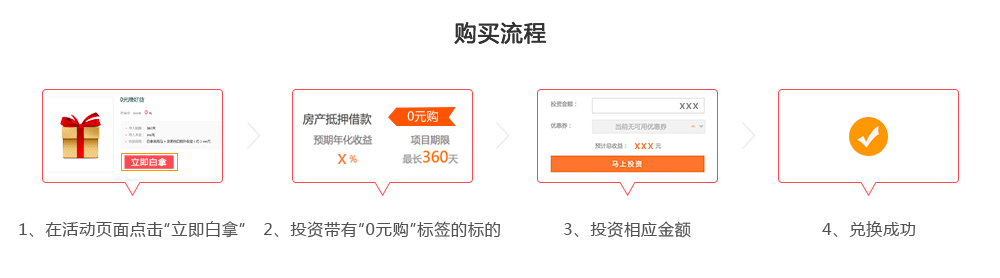 购买流程
0元赚好货
0元
立即白拿
房产抵押借款
0元购
预期年化收益
项目期限
X %
最长360天
投资金额：
XXX
优惠券：
当前无可用优惠券
预计总收益： XXX 元
马上投资
1、在活动页面点击“立即白拿”
2、投资带有“0元购”标签的标的
3、投资相应金额
4、兑换成功